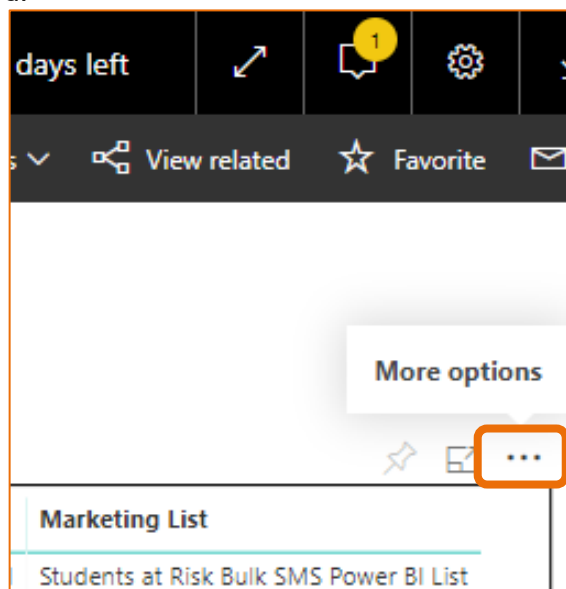 days left
1
View related
Favorite
More options
Marketing List
Students at Risk Bulk SMS Power BI List